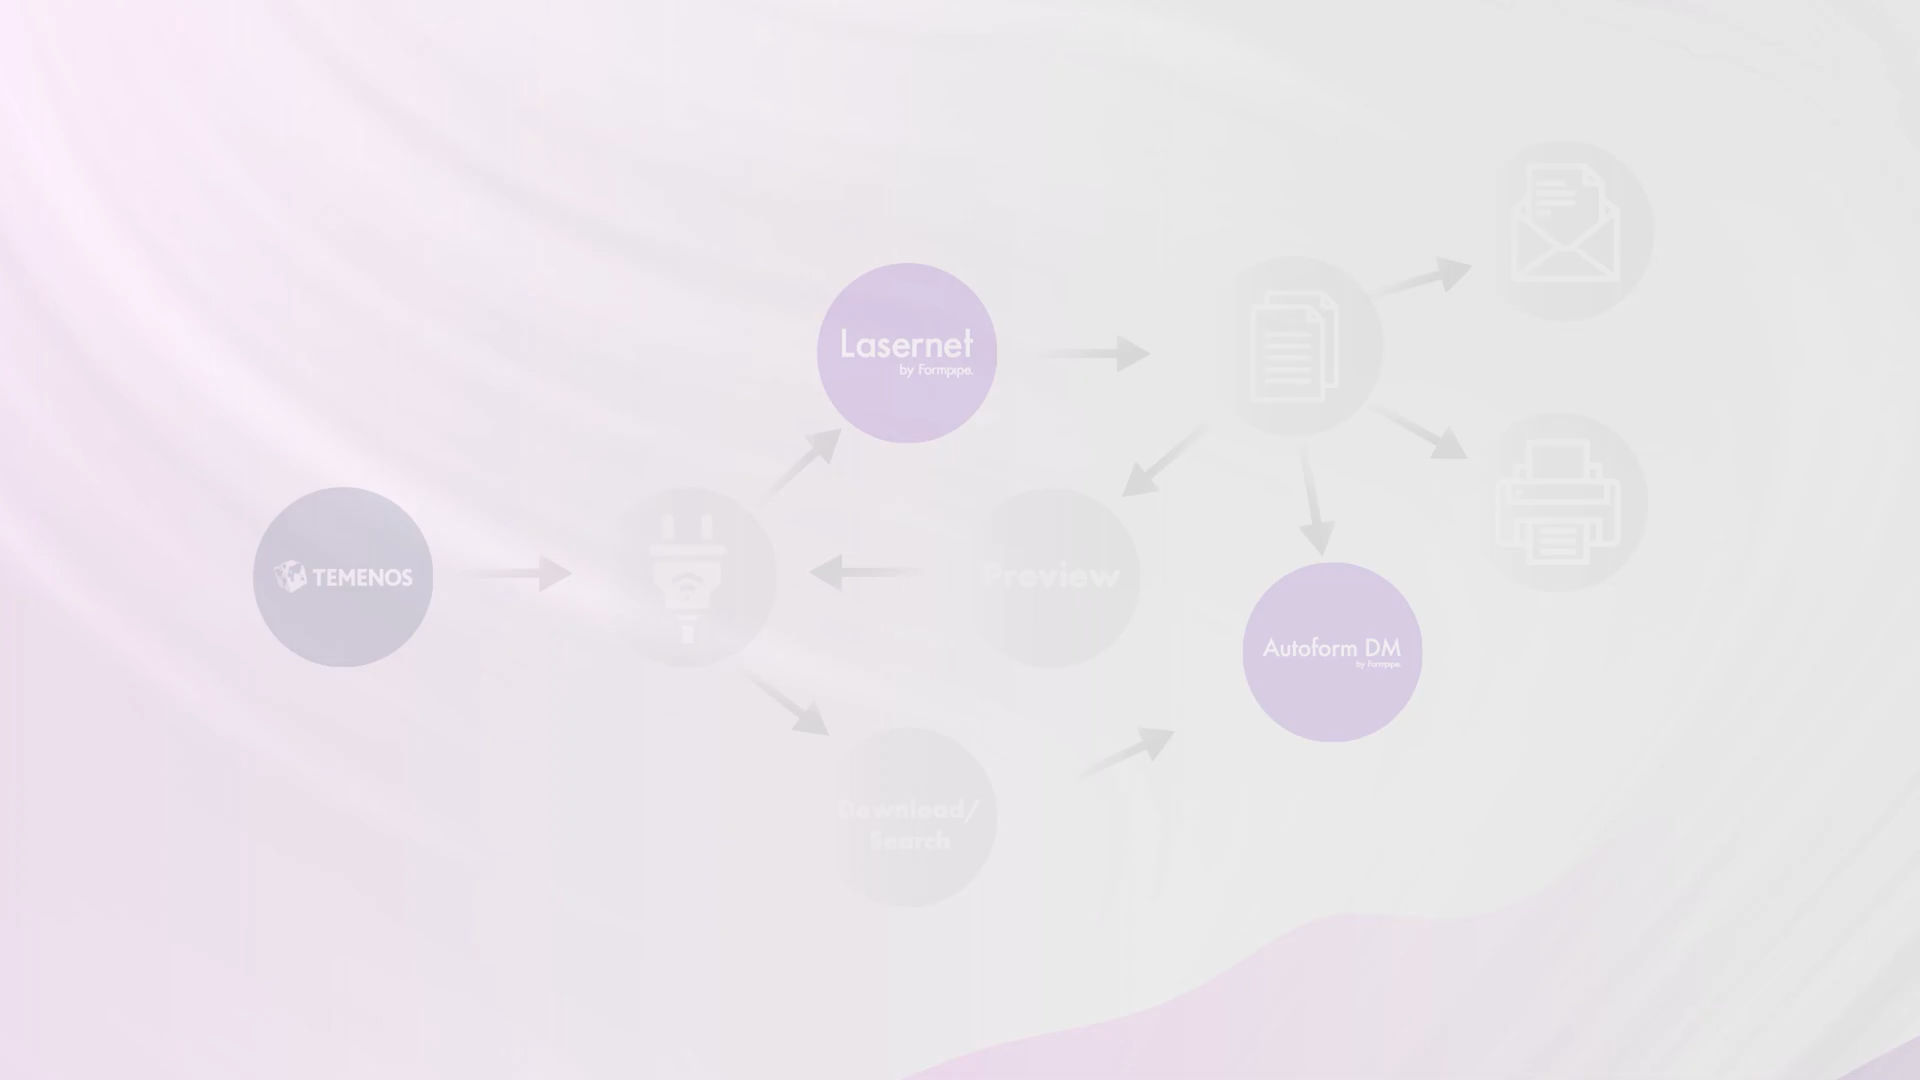 Lasernet
by Formpipe.
TEMENOS
Preview
Autoform DM
by Formpipe.
Download/
Search